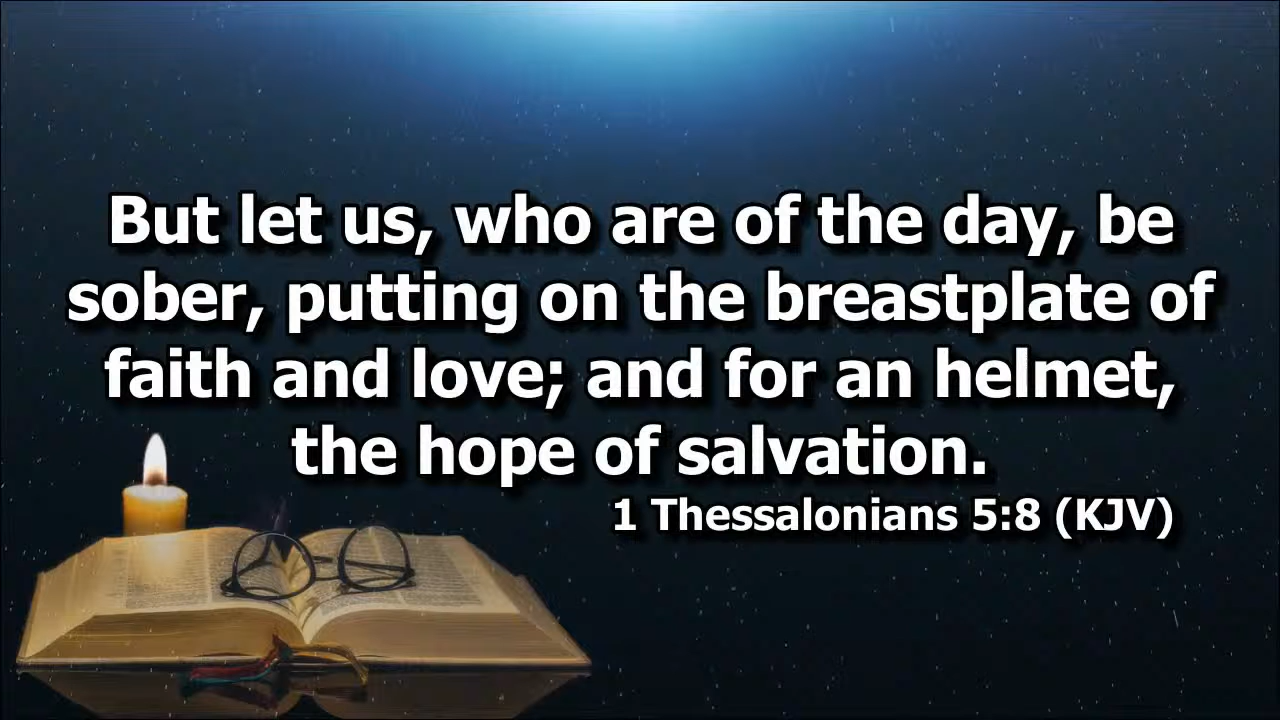 But let us, who are of the day, be
sober, putting on the breastplate of
faith and love; and for an helmet,
the hope of salvation.
1 Thessalonians 5:8 (KJV)